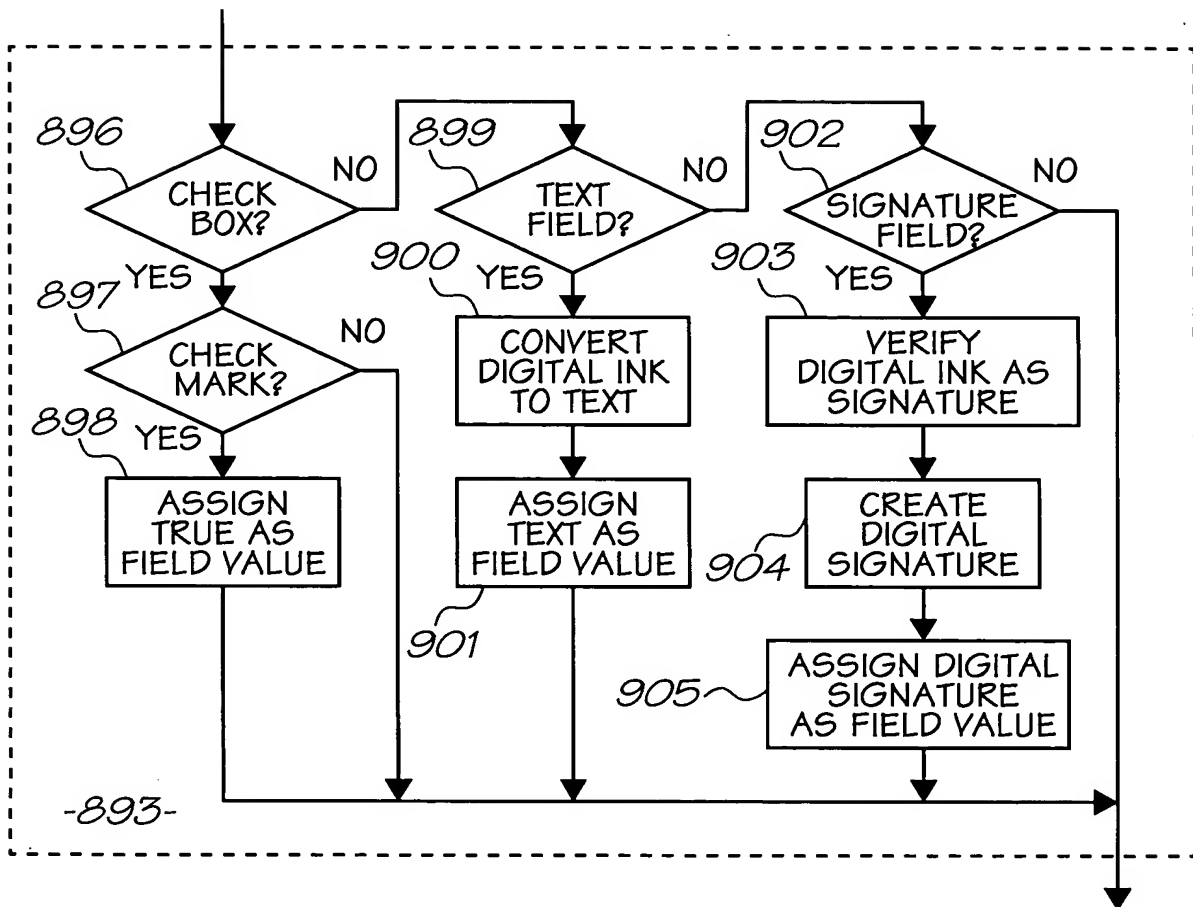 896
CHECK
BOX?
NO
YES
897
CHECK
MARK?
NO
YES
898
ASSIGN
TRUE AS
FIELD VALUE
899
TEXT
FIELD?
NO
YES
900
CONVERT
DIGITAL INK
TO TEXT
ASSIGN
TEXT AS
FIELD VALUE
901
902
SIGNATURE
FIELD?
NO
YES
903
VERIFY
DIGITAL INK AS
SIGNATURE
CREATE
DIGITAL
SIGNATURE
904
ASSIGN DIGITAL
SIGNATURE
AS FIELD VALUE
905
-893-